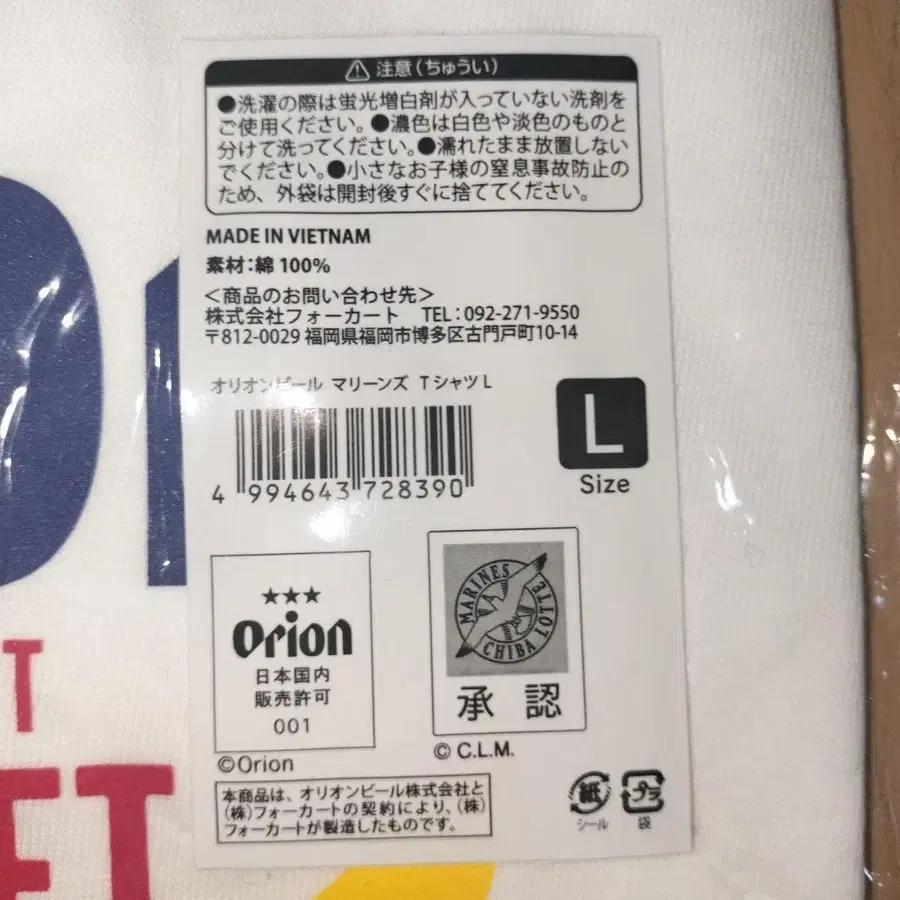 ⚠ 注意(ちゅうい)
●洗濯の際は蛍光増白剤が入っていない洗剤を
ご使用ください。●濃色は白色や淡色のものと
分けて洗ってください。●濡れたまま放置しない
でください。●小さなお子様の窒息事故防止の
ため、外袋は開封後すぐに捨ててください。
MADE IN VIETNAM
素材:綿 100%
<商品のお問い合わせ先>
株式会社フォーカート TEL:092-271-9550
〒812-0029 福岡県福岡市博多区古門戸町10-14
オリオンビール マリーンズ Tシャツ L
L
Size
4 994643 728390
★★★
Orion
日本国内
販売許可
001
©Orion
MARINES
CHIBA LOTTE
承認
© C.L.M.
本商品は、オリオンビール株式会社と
(株)フォーカートの契約により、(株)
フォーカートが製造したものです。
紙
シール
プラ
袋
T
ET